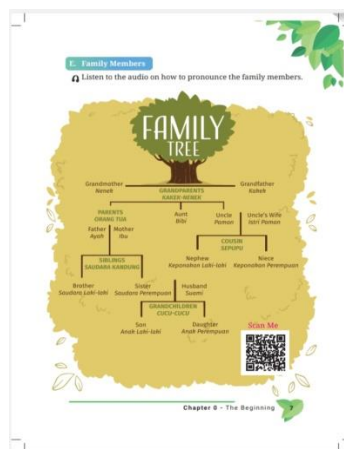 E. Family Members
Listen to the audio on how to pronounce the family members.
FAMILY
TREE
Grandmother
Nenek
Grandfather
Kakek
GRANDPARENTS
KAKEK-NENEK
PARENTS
ORANG TUA
Aunt
Bibi
Uncle
Paman
Uncle's Wife
Istri Paman
Father
Ayah
Mother
Ibu
COUSIN
SEPUPU
SIBLINGS
SAUDARA KANDUNG
Nephew
Keponakan Laki-laki
Niece
Keponakan Perempuan
Brother
Saudara Laki-laki
Sister
Saudara Perempuan
Husband
Suami
GRANDCHILDREN
CUCU-CUCU
Son
Anak Laki-laki
Daughter
Anak Perempuan
Scan Me
Chapter 0 - The Beginning
7